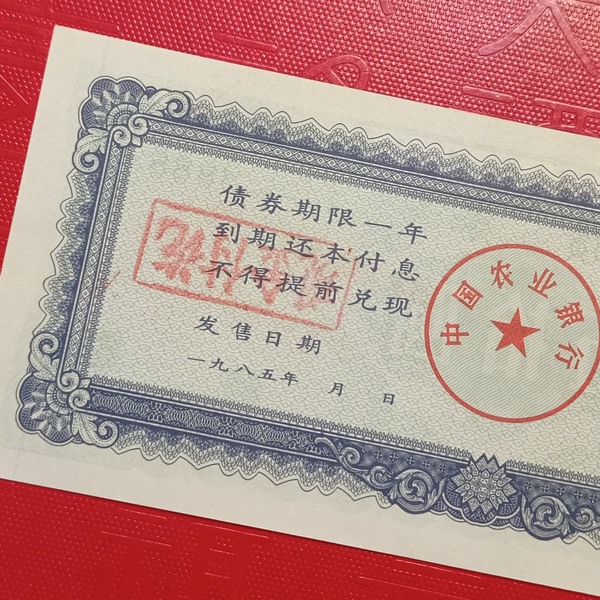 债券期限一年
到期还本付息
不得提前兑现
发售日期
一九八五年 月 日
中国农业银行